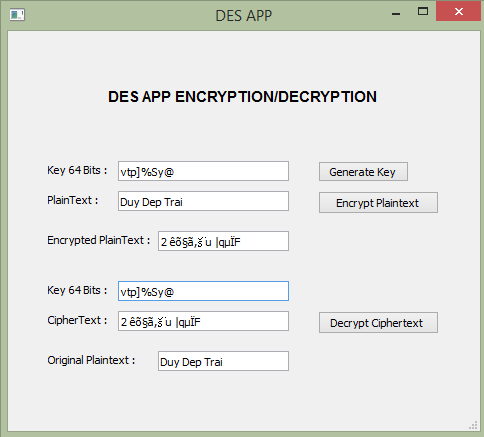 DES APP
DES APP ENCRYPTION/DECRYPTION
Key 64 Bits : vtp]%Sy@ Generate Key
PlainText : Duy Dep Trai Encrypt Plaintext
Encrypted PlainText : 2 êõ§ã,ž¨u |qµÏF
Key 64 Bits : vtp]%Sy@
CipherText : 2 êõ§ã,ž¨u |qµÏF Decrypt Ciphertext
Original Plaintext : Duy Dep Trai